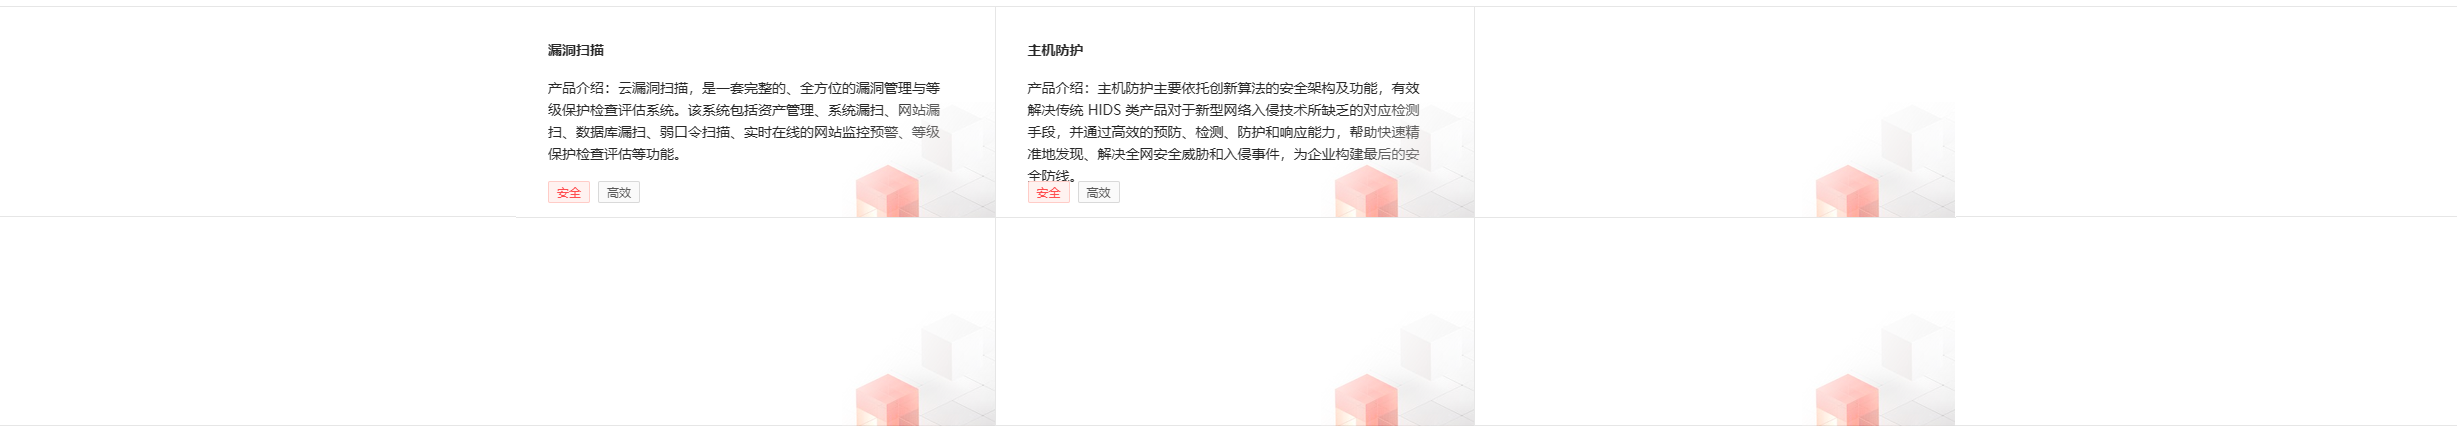 漏洞扫描
产品介绍：云漏洞扫描，是一套完整的、全方位的漏洞管理与等
级保护检查评估系统。该系统包括资产管理、系统漏扫、网站漏
扫、数据库漏扫、弱口令扫描、实时在线的网站监控预警、等级
保护检查评估等功能。
安全 高效
主机防护
产品介绍：主机防护主要依托创新算法的安全架构及功能，有效
解决传统 HIDS 类产品对于新型网络入侵技术所缺乏的对应检测
手段，并通过高效的预防、检测、防护和响应能力，帮助快速精
准地发现、解决全网安全威胁和入侵事件，为企业构建最后的安
全防线。
安全 高效